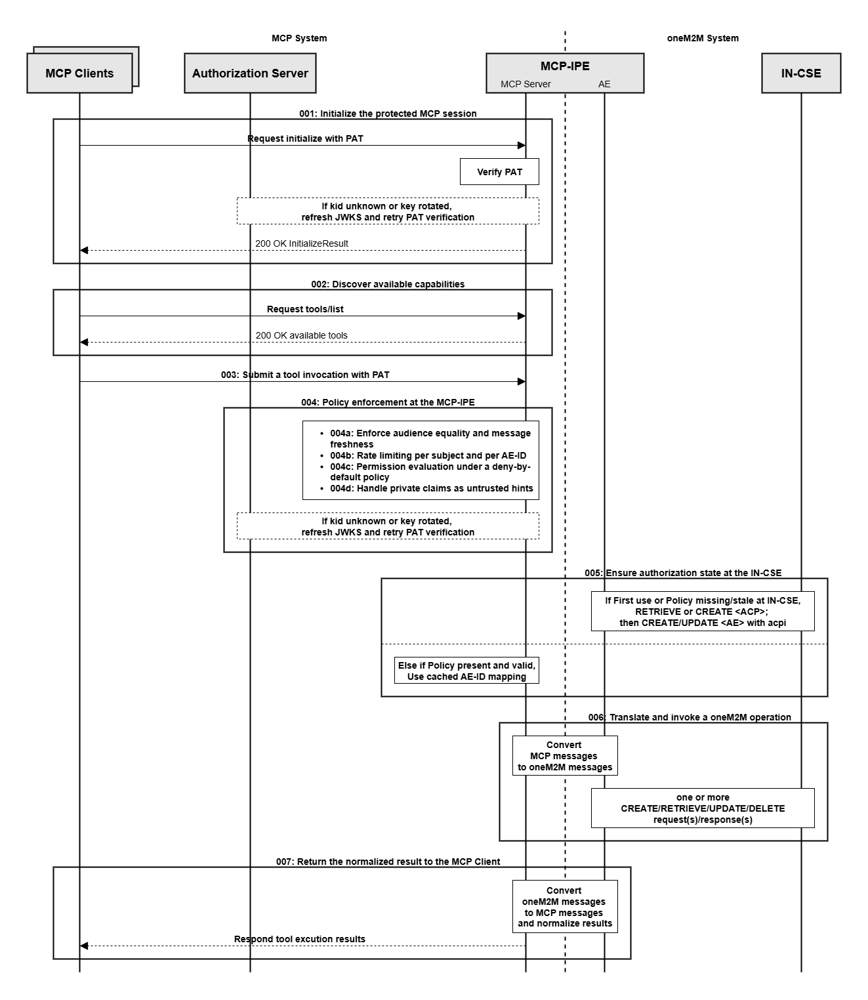 MCP System
oneM2M System
MCP Clients
Authorization Server
MCP-IPE
MCP Server
AE
IN-CSE
001: Initialize the protected MCP session
Request initialize with PAT
Verify PAT
If kid unknown or key rotated,
refresh JWKS and retry PAT verification
200 OK InitializeResult
002: Discover available capabilities
Request tools/list
200 OK available tools
003: Submit a tool invocation with PAT
004: Policy enforcement at the MCP-IPE
• 004a: Enforce audience equality and message
freshness
• 004b: Rate limiting per subject and per AE-ID
• 004c: Permission evaluation under a deny-by-
default policy
• 004d: Handle private claims as untrusted hints
If kid unknown or key rotated,
refresh JWKS and retry PAT verification
005: Ensure authorization state at the IN-CSE
If First use or Policy missing/stale at IN-CSE,
RETRIEVE or CREATE <ACP>;
then CREATE/UPDATE <AE> with acpi
Else if Policy present and valid,
Use cached AE-ID mapping
006: Translate and invoke a oneM2M operation
Convert
MCP messages
to oneM2M messages
one or more
CREATE/RETRIEVE/UPDATE/DELETE
request(s)/response(s)
007: Return the normalized result to the MCP Client
Convert
oneM2M messages
to MCP messages
and normalize results
Respond tool excution results